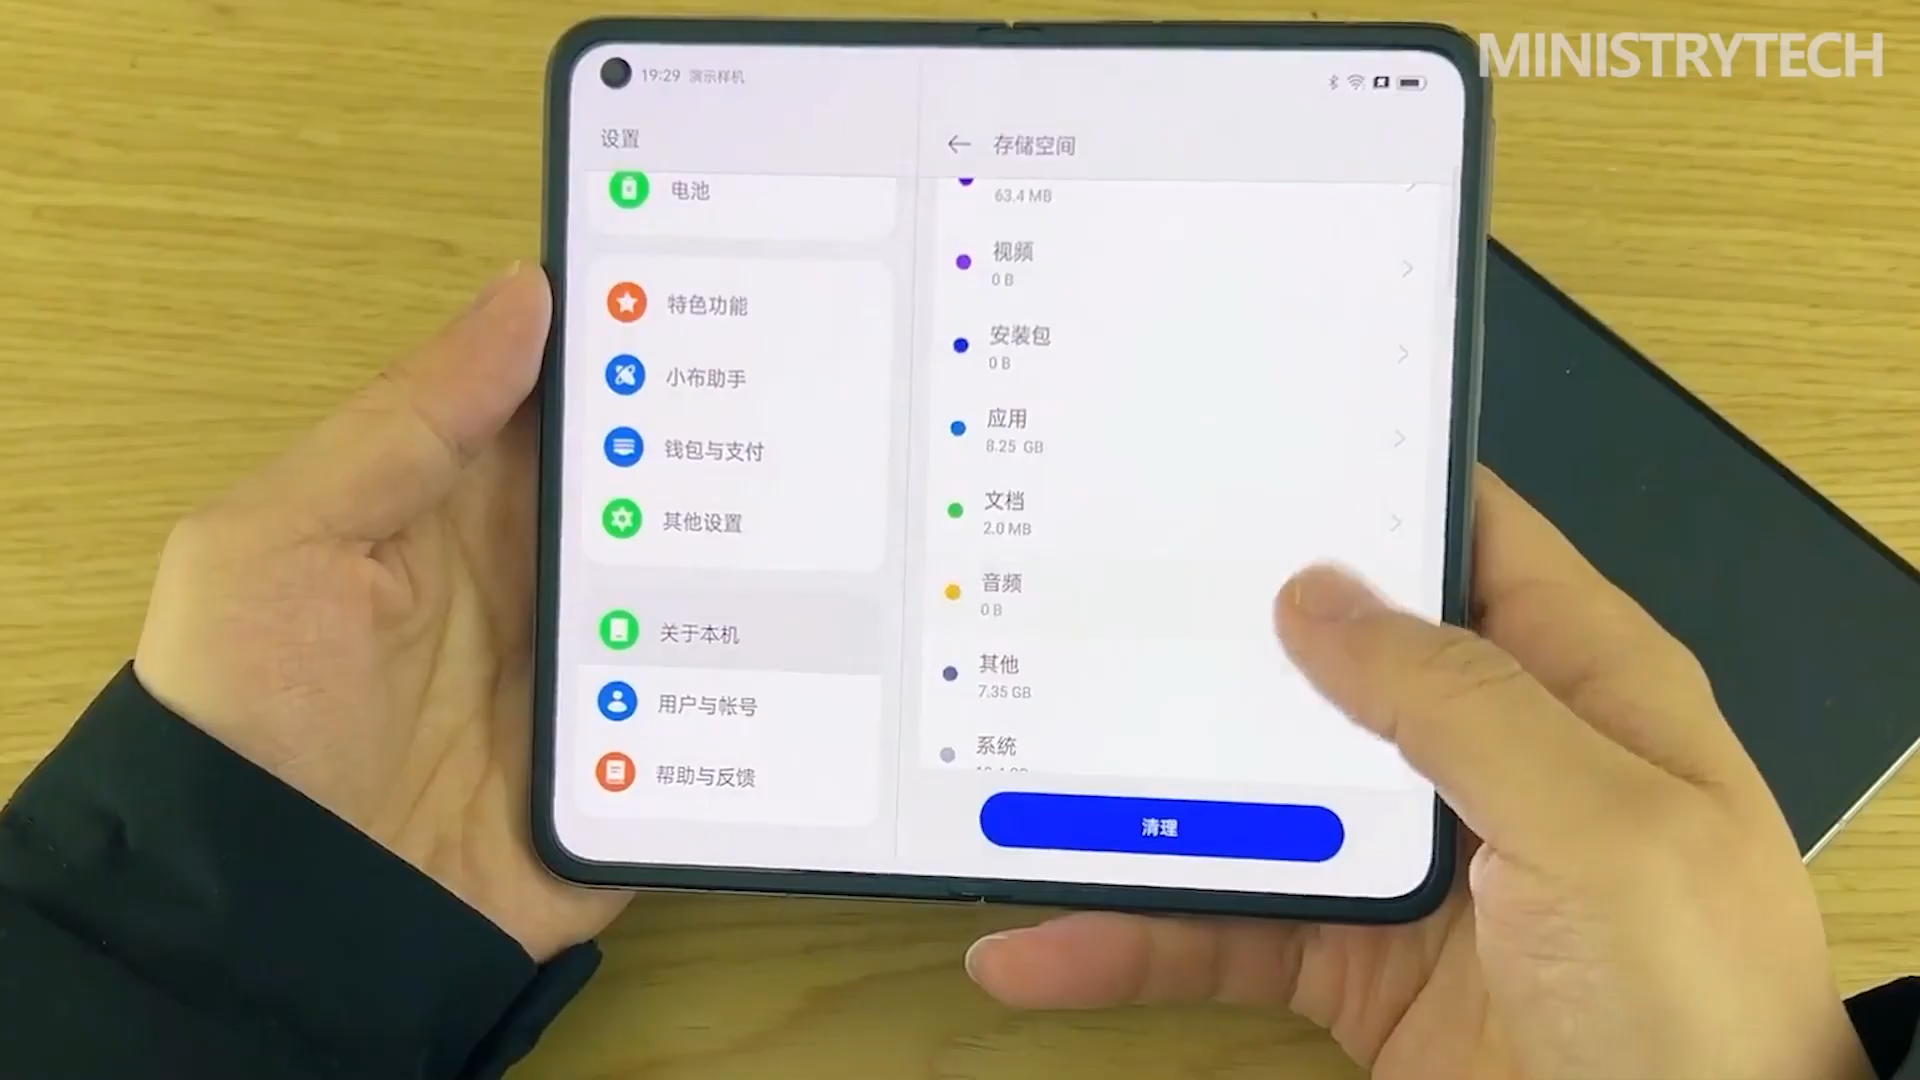 MINISTRYTECH
19:29 演示样机
设置
电池
特色功能
小布助手
钱包与支付
其他设置
关于本机
用户与帐号
帮助与反馈
存储空间
63.4 MB
视频
0 B
安装包
0 B
应用
8.25 GB
文档
2.0 MB
音频
0 B
其他
7.35 GB
系统
清理